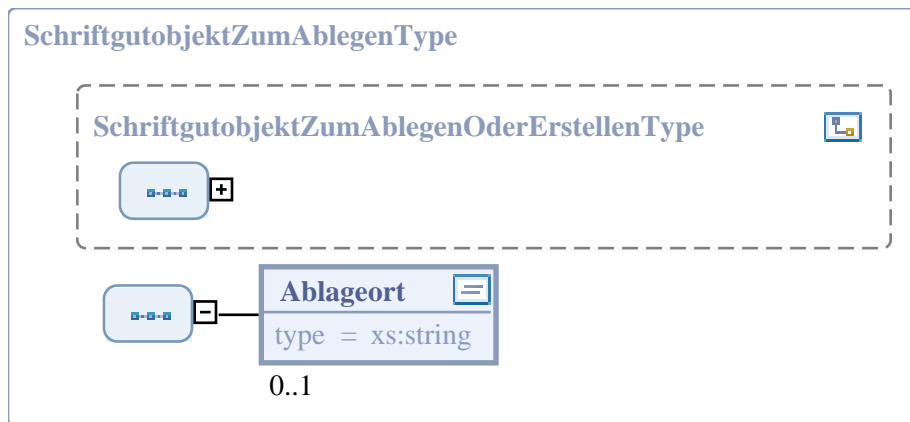 SchriftgutobjektZumAblegenType
SchriftgutobjektZumAblegenOderErstellenType
Ablageort
type = xs:string
0..1